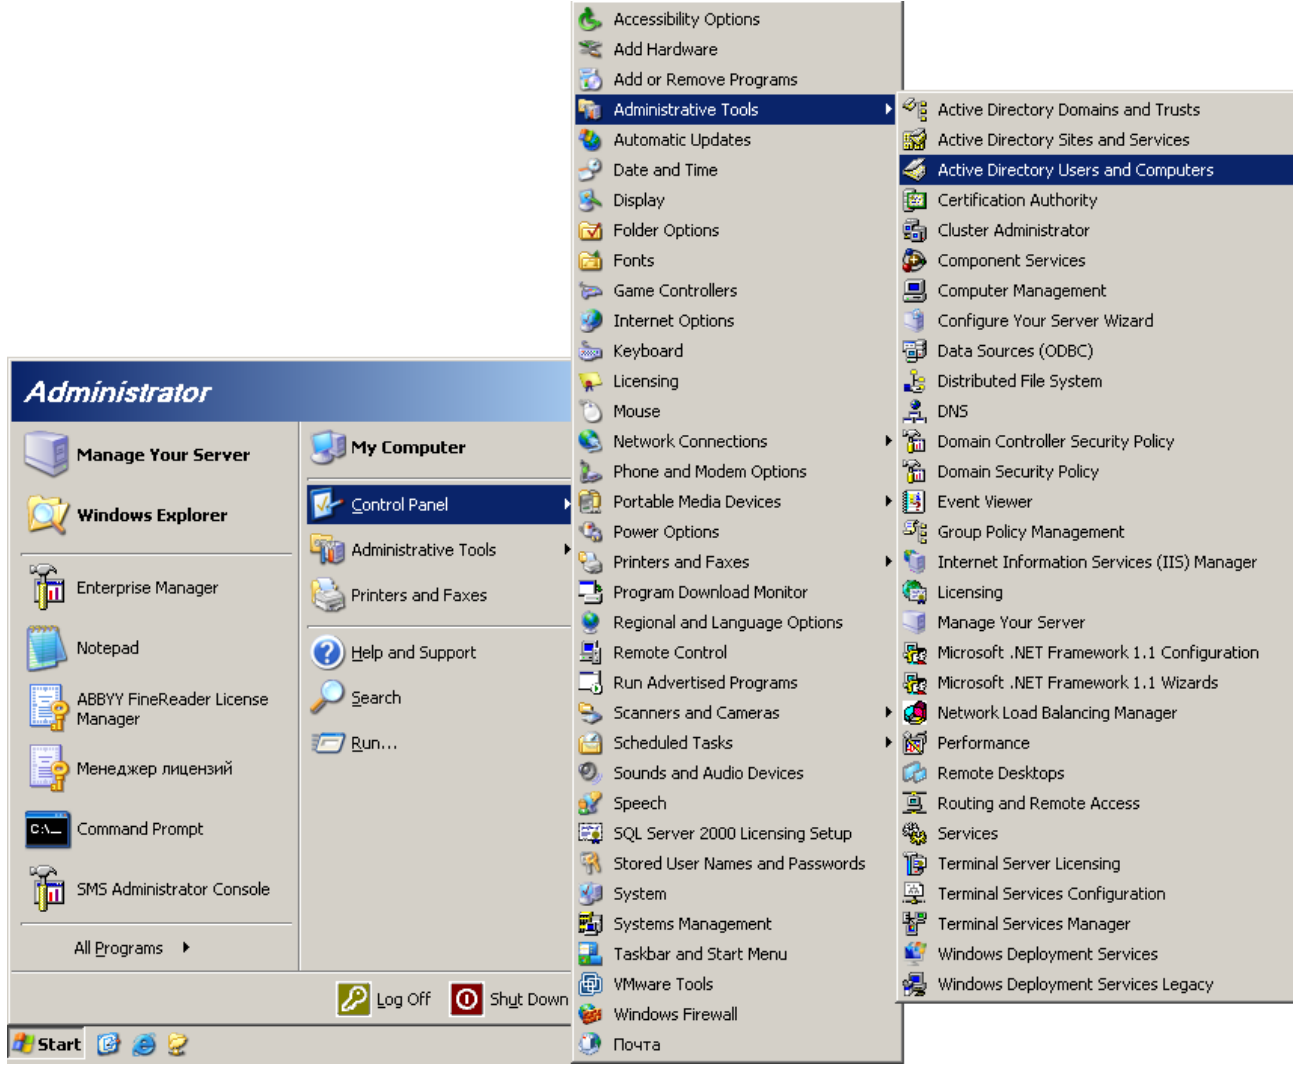 Administrator
Manage Your Server
Windows Explorer
Enterprise Manager
Notepad
ABBYY FineReader License
Manager
Менеджер лицензий
C:\_
Command Prompt
SMS Administrator Console
All Programs
My Computer
Control Panel
Administrative Tools
Printers and Faxes
Help and Support
Search
Run...
Log Off
Shut Down
Start
Accessibility Options
Add Hardware
Add or Remove Programs
Administrative Tools
Automatic Updates
Date and Time
Display
Folder Options
Fonts
Game Controllers
Internet Options
Keyboard
Licensing
Mouse
Network Connections
Phone and Modem Options
Portable Media Devices
Power Options
Printers and Faxes
Program Download Monitor
Regional and Language Options
Remote Control
Run Advertised Programs
Scanners and Cameras
Scheduled Tasks
Sounds and Audio Devices
Speech
SQL Server 2000 Licensing Setup
Stored User Names and Passwords
System
Systems Management
Taskbar and Start Menu
VMware Tools
Windows Firewall
Почта
Active Directory Domains and Trusts
Active Directory Sites and Services
Active Directory Users and Computers
Certification Authority
Cluster Administrator
Component Services
Computer Management
Configure Your Server Wizard
Data Sources (ODBC)
Distributed File System
DNS
Domain Controller Security Policy
Domain Security Policy
Event Viewer
Group Policy Management
Internet Information Services (IIS) Manager
Licensing
Manage Your Server
Microsoft .NET Framework 1.1 Configuration
Microsoft .NET Framework 1.1 Wizards
Network Load Balancing Manager
Performance
Remote Desktops
Routing and Remote Access
Services
Terminal Server Licensing
Terminal Services Configuration
Terminal Services Manager
Windows Deployment Services
Windows Deployment Services Legacy